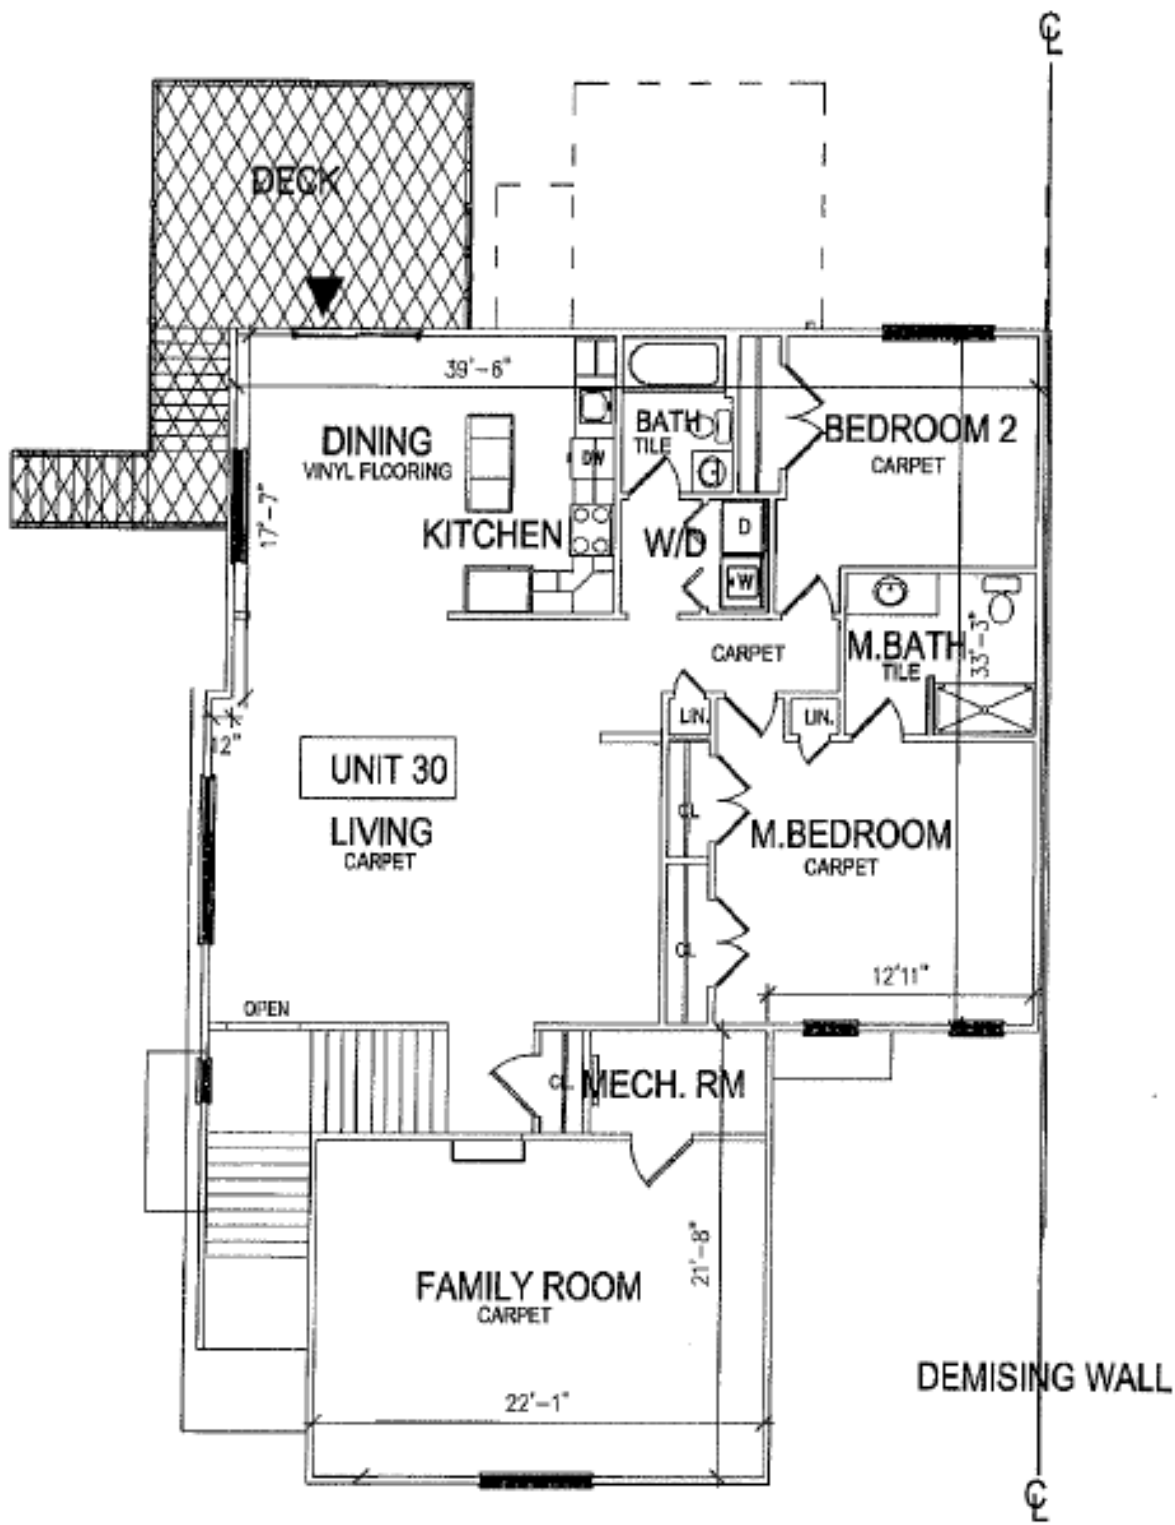 ℄
DECK
39'-6"
BATH
TILE
BEDROOM 2
CARPET
DINING
VINYL FLOORING
DW
17'-7"
KITCHEN
W/D
D
W
M.BATH
TILE
33'-3"
CARPET
LIN.
LIN.
12"
UNIT 30
LIVING
CARPET
CL
M.BEDROOM
CARPET
CL
12'11"
OPEN
CL
MECH. RM
21'-8"
FAMILY ROOM
CARPET
DEMISING WALL
22'-1"
℄